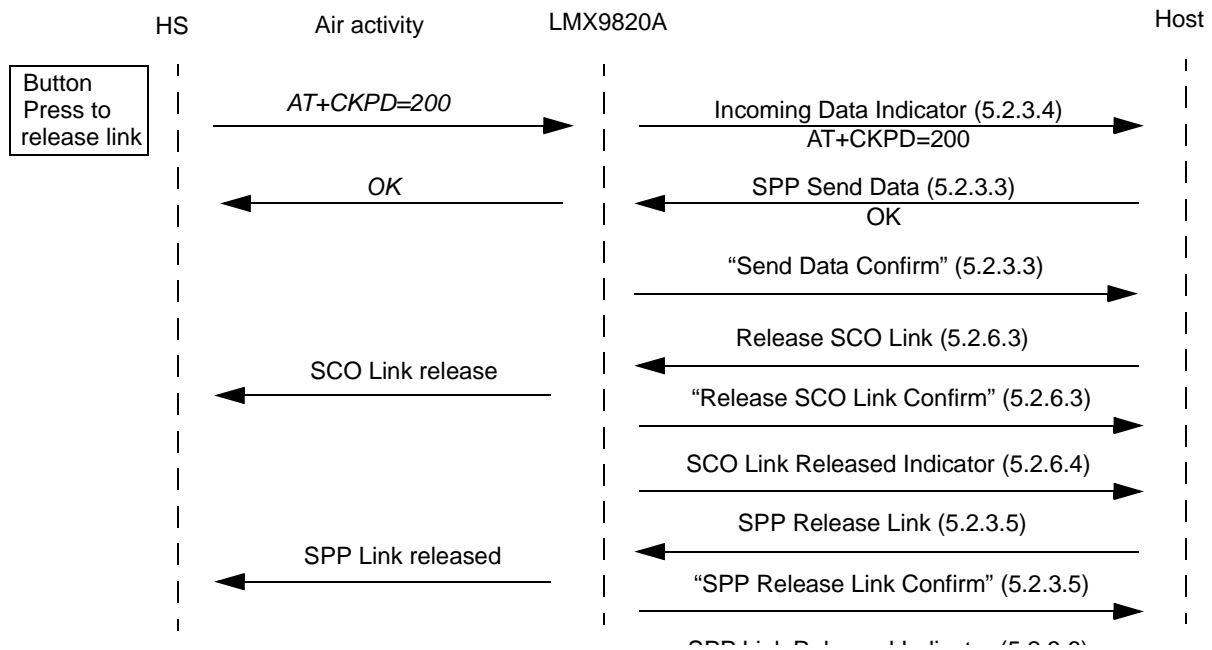 HS Air activity LMX9820A Host
Button
Press to
release link
AT+CKPD=200
Incoming Data Indicator (5.2.3.4)
AT+CKPD=200
OK
SPP Send Data (5.2.3.3)
OK
“Send Data Confirm” (5.2.3.3)
Release SCO Link (5.2.6.3)
SCO Link release
“Release SCO Link Confirm” (5.2.6.3)
SCO Link Released Indicator (5.2.6.4)
SPP Release Link (5.2.3.5)
SPP Link released
“SPP Release Link Confirm” (5.2.3.5)
SPP Link Released Indicator